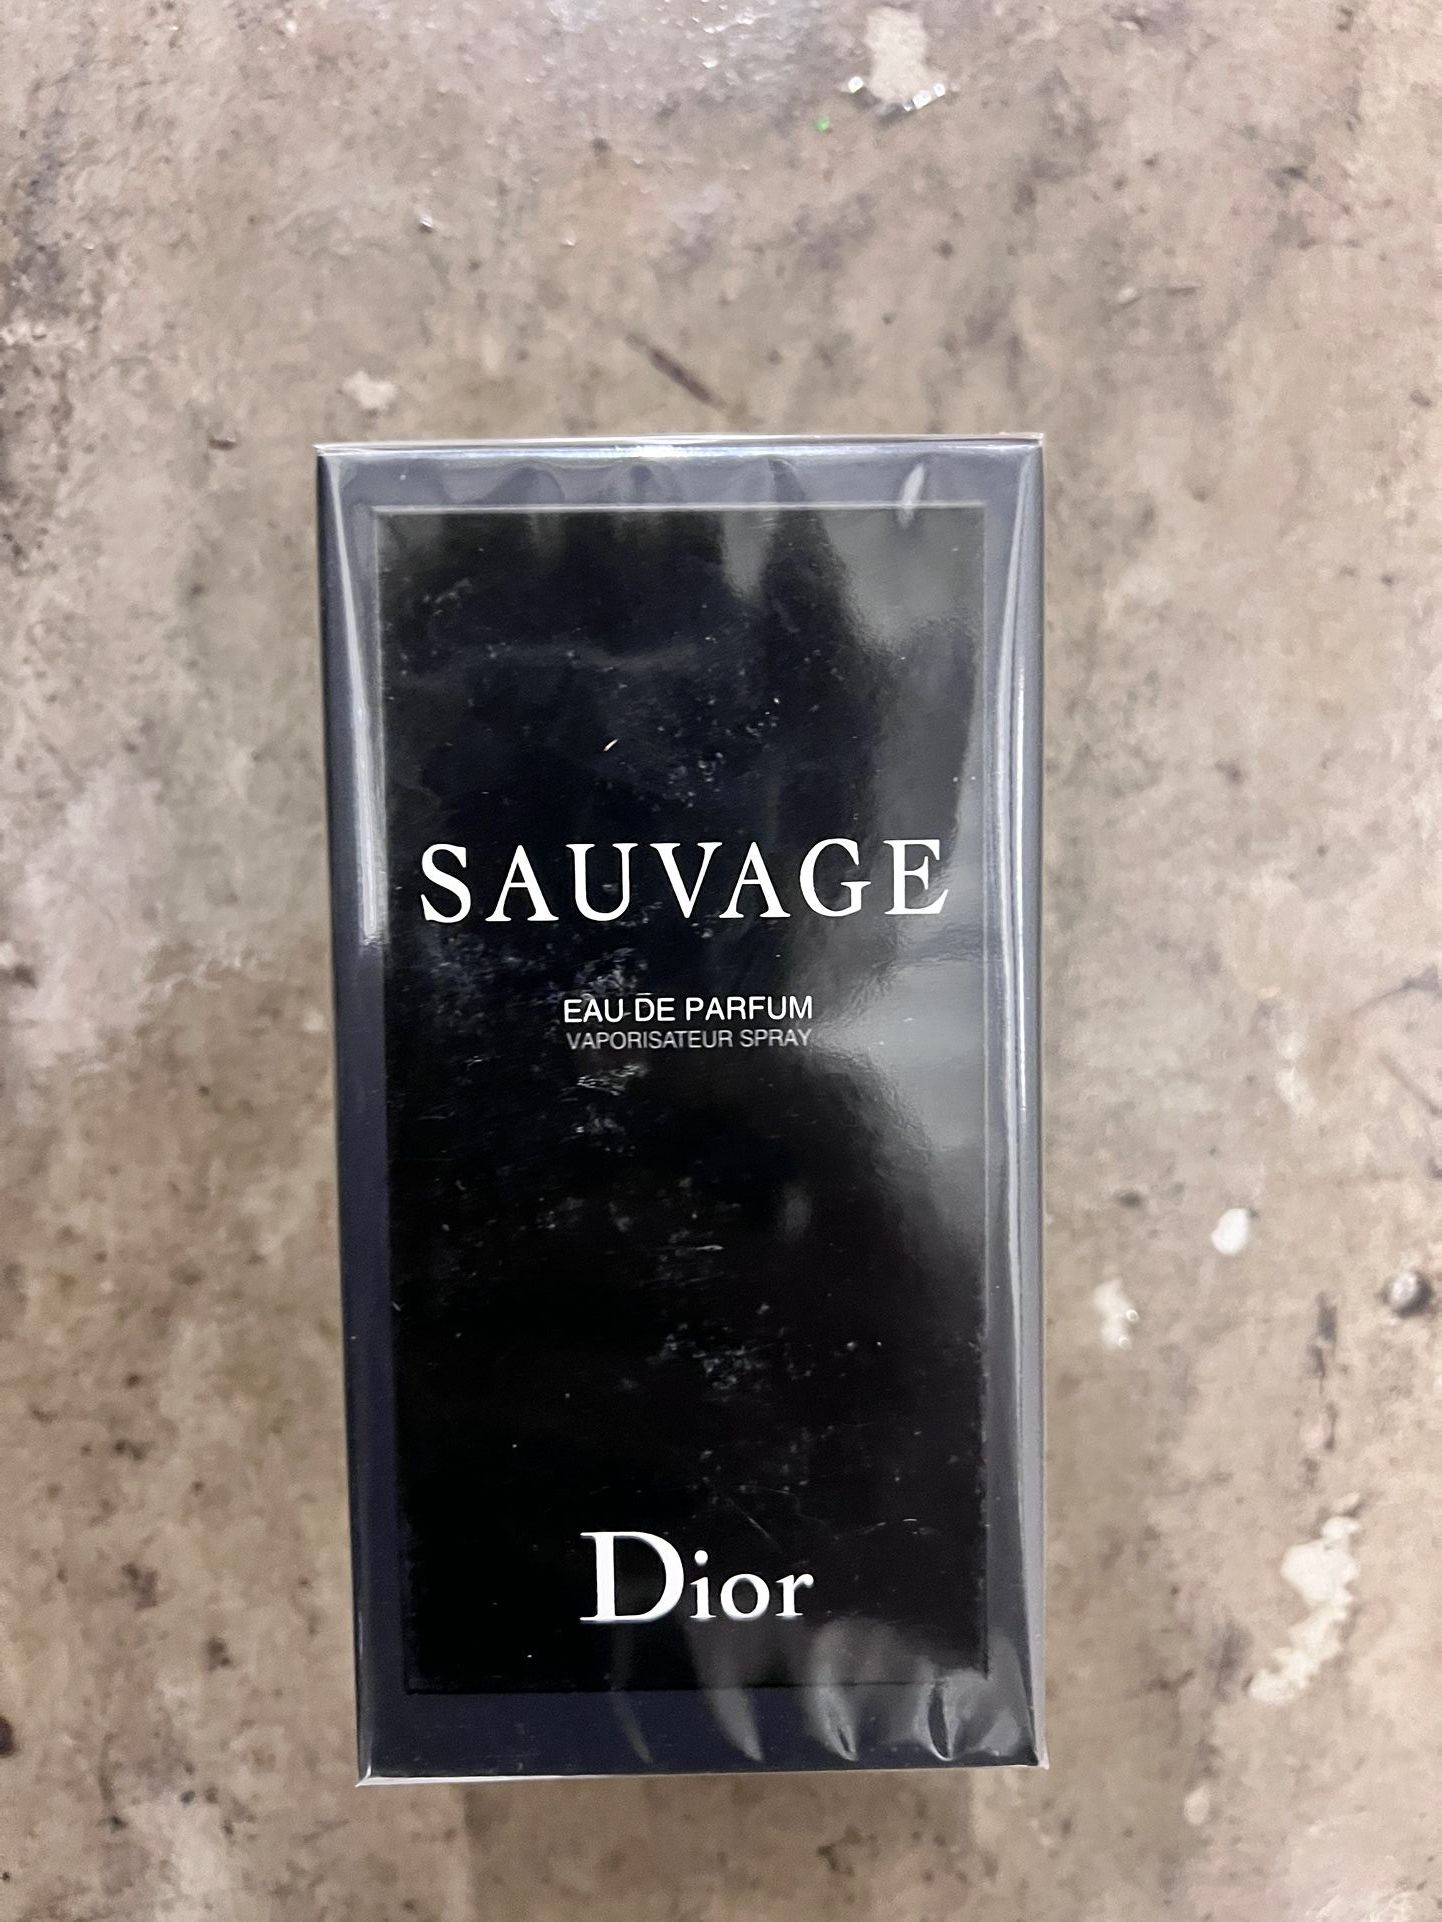 SAUVAGE
EAU DE PARFUM
VAPORISATEUR SPRAY
Dior